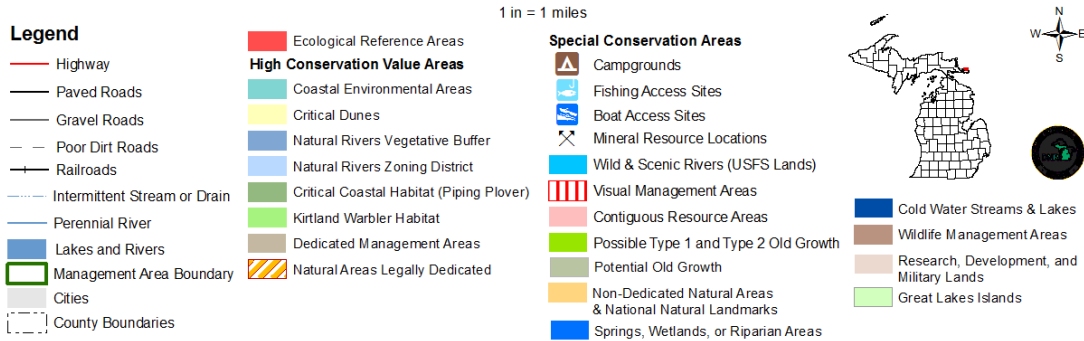 1 in = 1 miles
Legend
Highway
Paved Roads
Gravel Roads
Poor Dirt Roads
Railroads
Intermittent Stream or Drain
Perennial River
Lakes and Rivers
Management Area Boundary
Cities
County Boundaries
Ecological Reference Areas
High Conservation Value Areas
Coastal Environmental Areas
Critical Dunes
Natural Rivers Vegetative Buffer
Natural Rivers Zoning District
Critical Coastal Habitat (Piping Plover)
Kirtland Warbler Habitat
Dedicated Management Areas
Natural Areas Legally Dedicated
Special Conservation Areas
Campgrounds
Fishing Access Sites
Boat Access Sites
Mineral Resource Locations
Wild & Scenic Rivers (USFS Lands)
Visual Management Areas
Contiguous Resource Areas
Possible Type 1 and Type 2 Old Growth
Potential Old Growth
Non-Dedicated Natural Areas
& National Natural Landmarks
Springs, Wetlands, or Riparian Areas
Cold Water Streams & Lakes
Wildlife Management Areas
Research, Development, and
Military Lands
Great Lakes Islands
N
W E
S